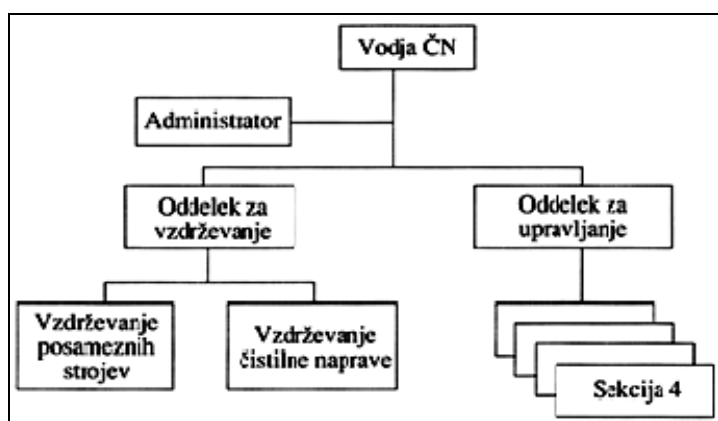 Vodja ČN
Administrator
Oddelek za
vzdrževanje
Oddelek za
upravljanje
Vzdrževanje
posameznih
strojev
Vzdrževanje
čistilne naprave
Sekcija 4